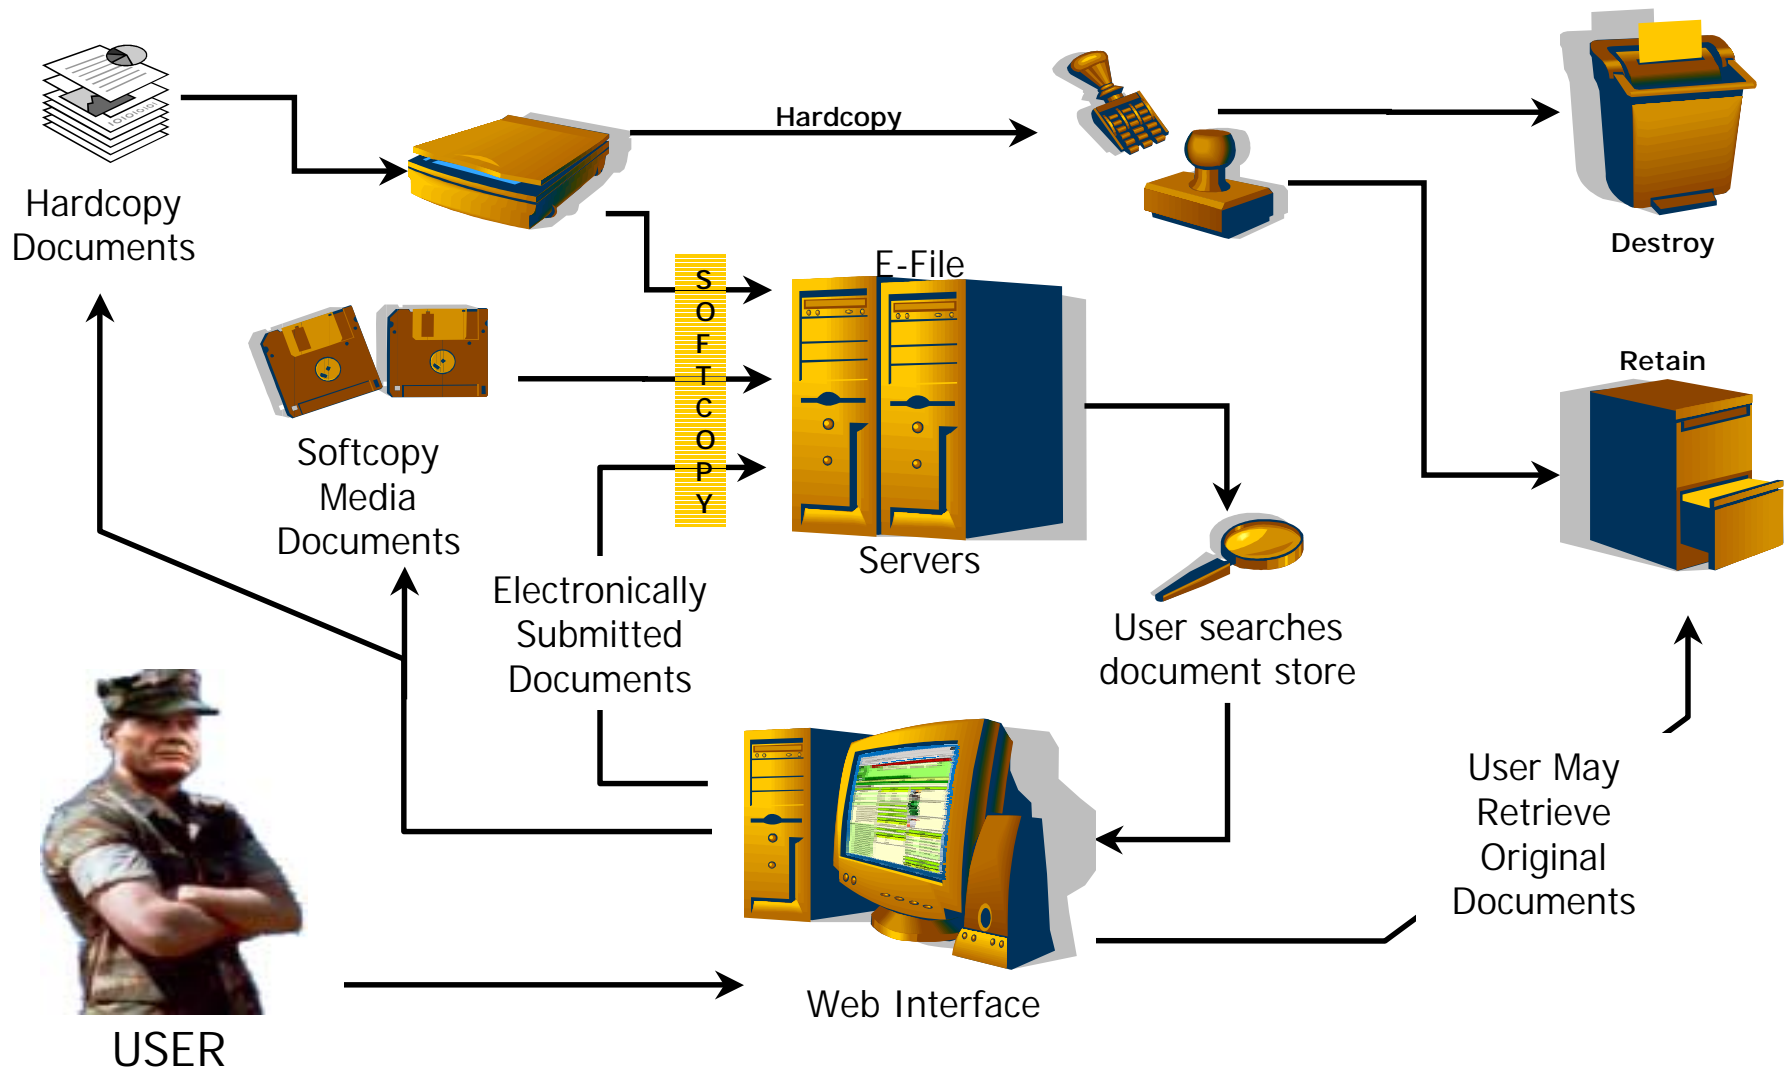 Hardcopy
Documents
Hardcopy
Destroy
E-File
Servers
S
O
F
T
C
O
P
Y
Retain
Softcopy
Media
Documents
Electronically
Submitted
Documents
User searches
document store
User May
Retrieve
Original
Documents
Web Interface
USER